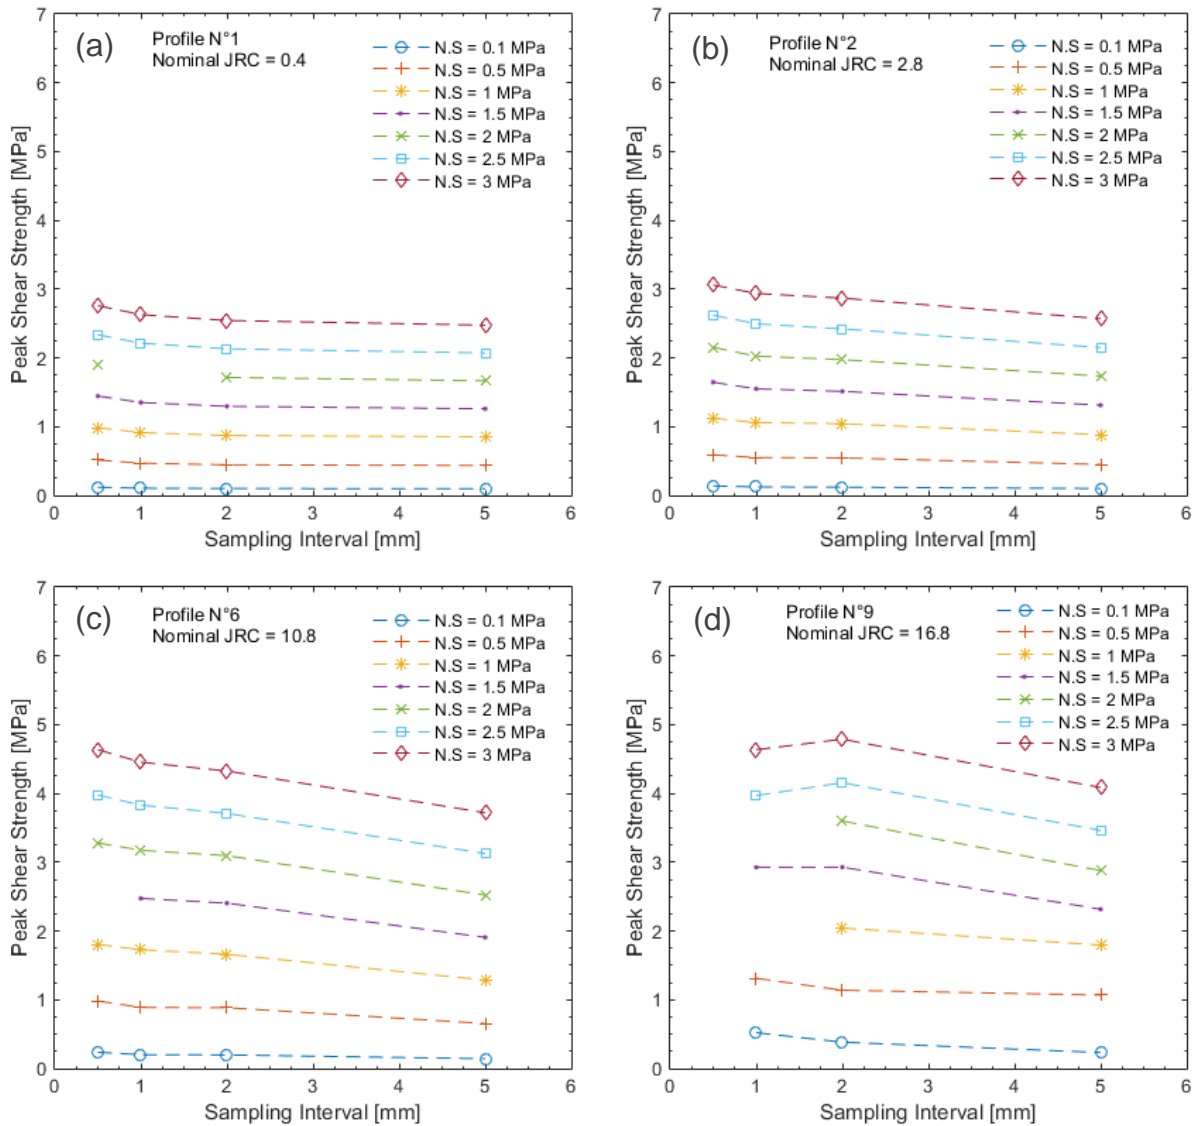 (a)
Profile N°1
Nominal JRC = 0.4
N.S = 0.1 MPa
N.S = 0.5 MPa
N.S = 1 MPa
N.S = 1.5 MPa
N.S = 2 MPa
N.S = 2.5 MPa
N.S = 3 MPa
7
6
5
4
3
2
1
0
Peak Shear Strength [MPa]
0 1 2 3 4 5 6
Sampling Interval [mm]
(b)
Profile N°2
Nominal JRC = 2.8
N.S = 0.1 MPa
N.S = 0.5 MPa
N.S = 1 MPa
N.S = 1.5 MPa
N.S = 2 MPa
N.S = 2.5 MPa
N.S = 3 MPa
7
6
5
4
3
2
1
0
Peak Shear Strength [MPa]
0 1 2 3 4 5 6
Sampling Interval [mm]
(c)
Profile N°6
Nominal JRC = 10.8
N.S = 0.1 MPa
N.S = 0.5 MPa
N.S = 1 MPa
N.S = 1.5 MPa
N.S = 2 MPa
N.S = 2.5 MPa
N.S = 3 MPa
7
6
5
4
3
2
1
0
Peak Shear Strength [MPa]
0 1 2 3 4 5 6
Sampling Interval [mm]
(d)
Profile N°9
Nominal JRC = 16.8
N.S = 0.1 MPa
N.S = 0.5 MPa
N.S = 1 MPa
N.S = 1.5 MPa
N.S = 2 MPa
N.S = 2.5 MPa
N.S = 3 MPa
7
6
5
4
3
2
1
0
Peak Shear Strength [MPa]
0 1 2 3 4 5 6
Sampling Interval [mm]